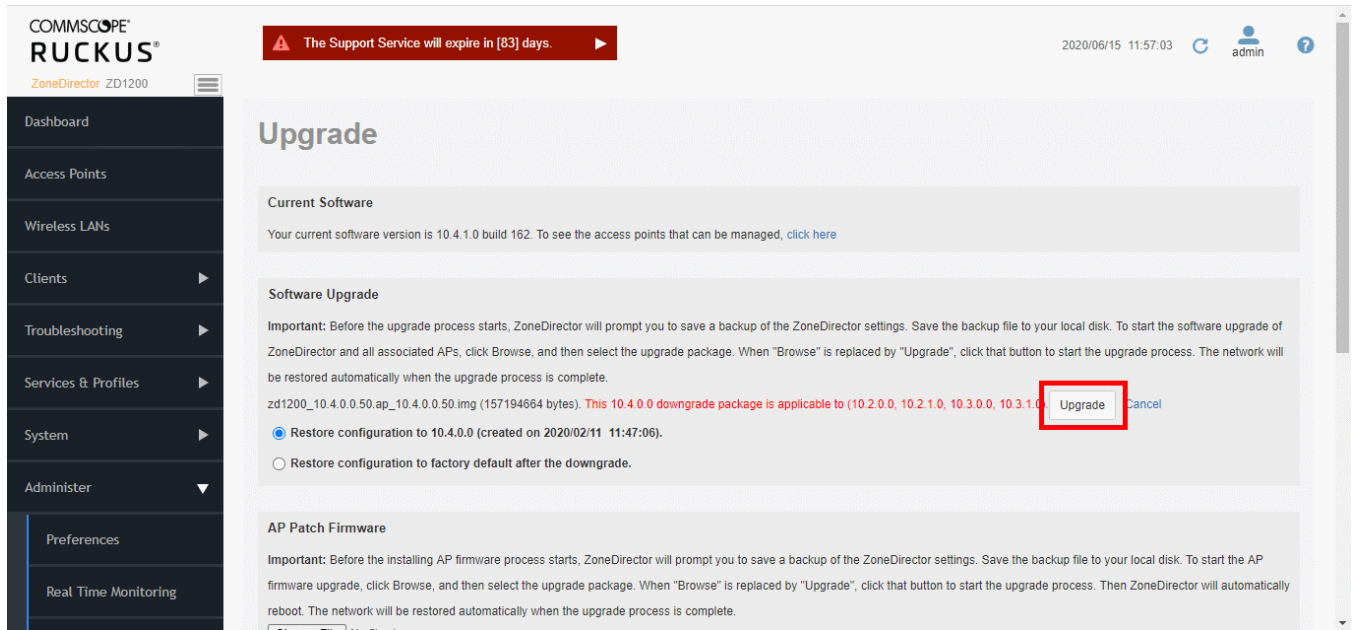 COMMSCOPE®
RUCKUS®
ZoneDirector ZD1200
The Support Service will expire in [83] days.
2020/06/15 11:57:03
admin
?
Dashboard
Access Points
Wireless LANs
Clients
Troubleshooting
Services & Profiles
System
Administer
Preferences
Real Time Monitoring
Upgrade
Current Software
Your current software version is 10.4.1.0 build 162. To see the access points that can be managed, click here
Software Upgrade
Important: Before the upgrade process starts, ZoneDirector will prompt you to save a backup of the ZoneDirector settings. Save the backup file to your local disk. To start the software upgrade of
ZoneDirector and all associated APs, click Browse, and then select the upgrade package. When "Browse" is replaced by "Upgrade", click that button to start the upgrade process. The network will
be restored automatically when the upgrade process is complete.
zd1200_10.4.0.0.50.ap_10.4.0.0.50.img (157194664 bytes). This 10.4.0.0 downgrade package is applicable to (10.2.0.0, 10.2.1.0, 10.3.0.0, 10.3.1.0). Upgrade Cancel
Restore configuration to 10.4.0.0 (created on 2020/02/11 11:47:06).
Restore configuration to factory default after the downgrade.
AP Patch Firmware
Important: Before the installing AP firmware process starts, ZoneDirector will prompt you to save a backup of the ZoneDirector settings. Save the backup file to your local disk. To start the AP
firmware upgrade, click Browse, and then select the upgrade package. When "Browse" is replaced by "Upgrade", click that button to start the upgrade process. Then ZoneDirector will automatically
reboot. The network will be restored automatically when the upgrade process is complete.